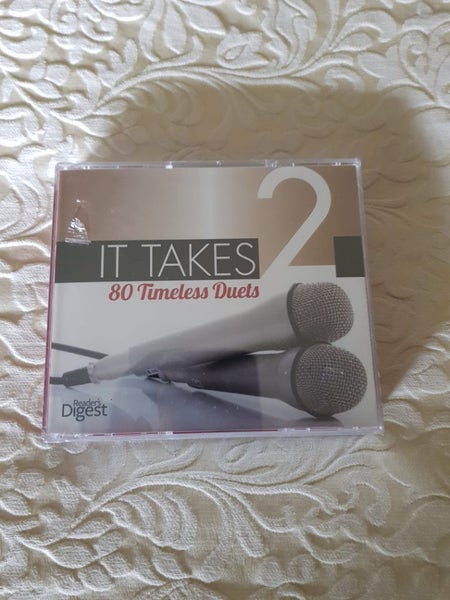 IT TAKES 2
80 Timeless Duets
Reader's
Digest